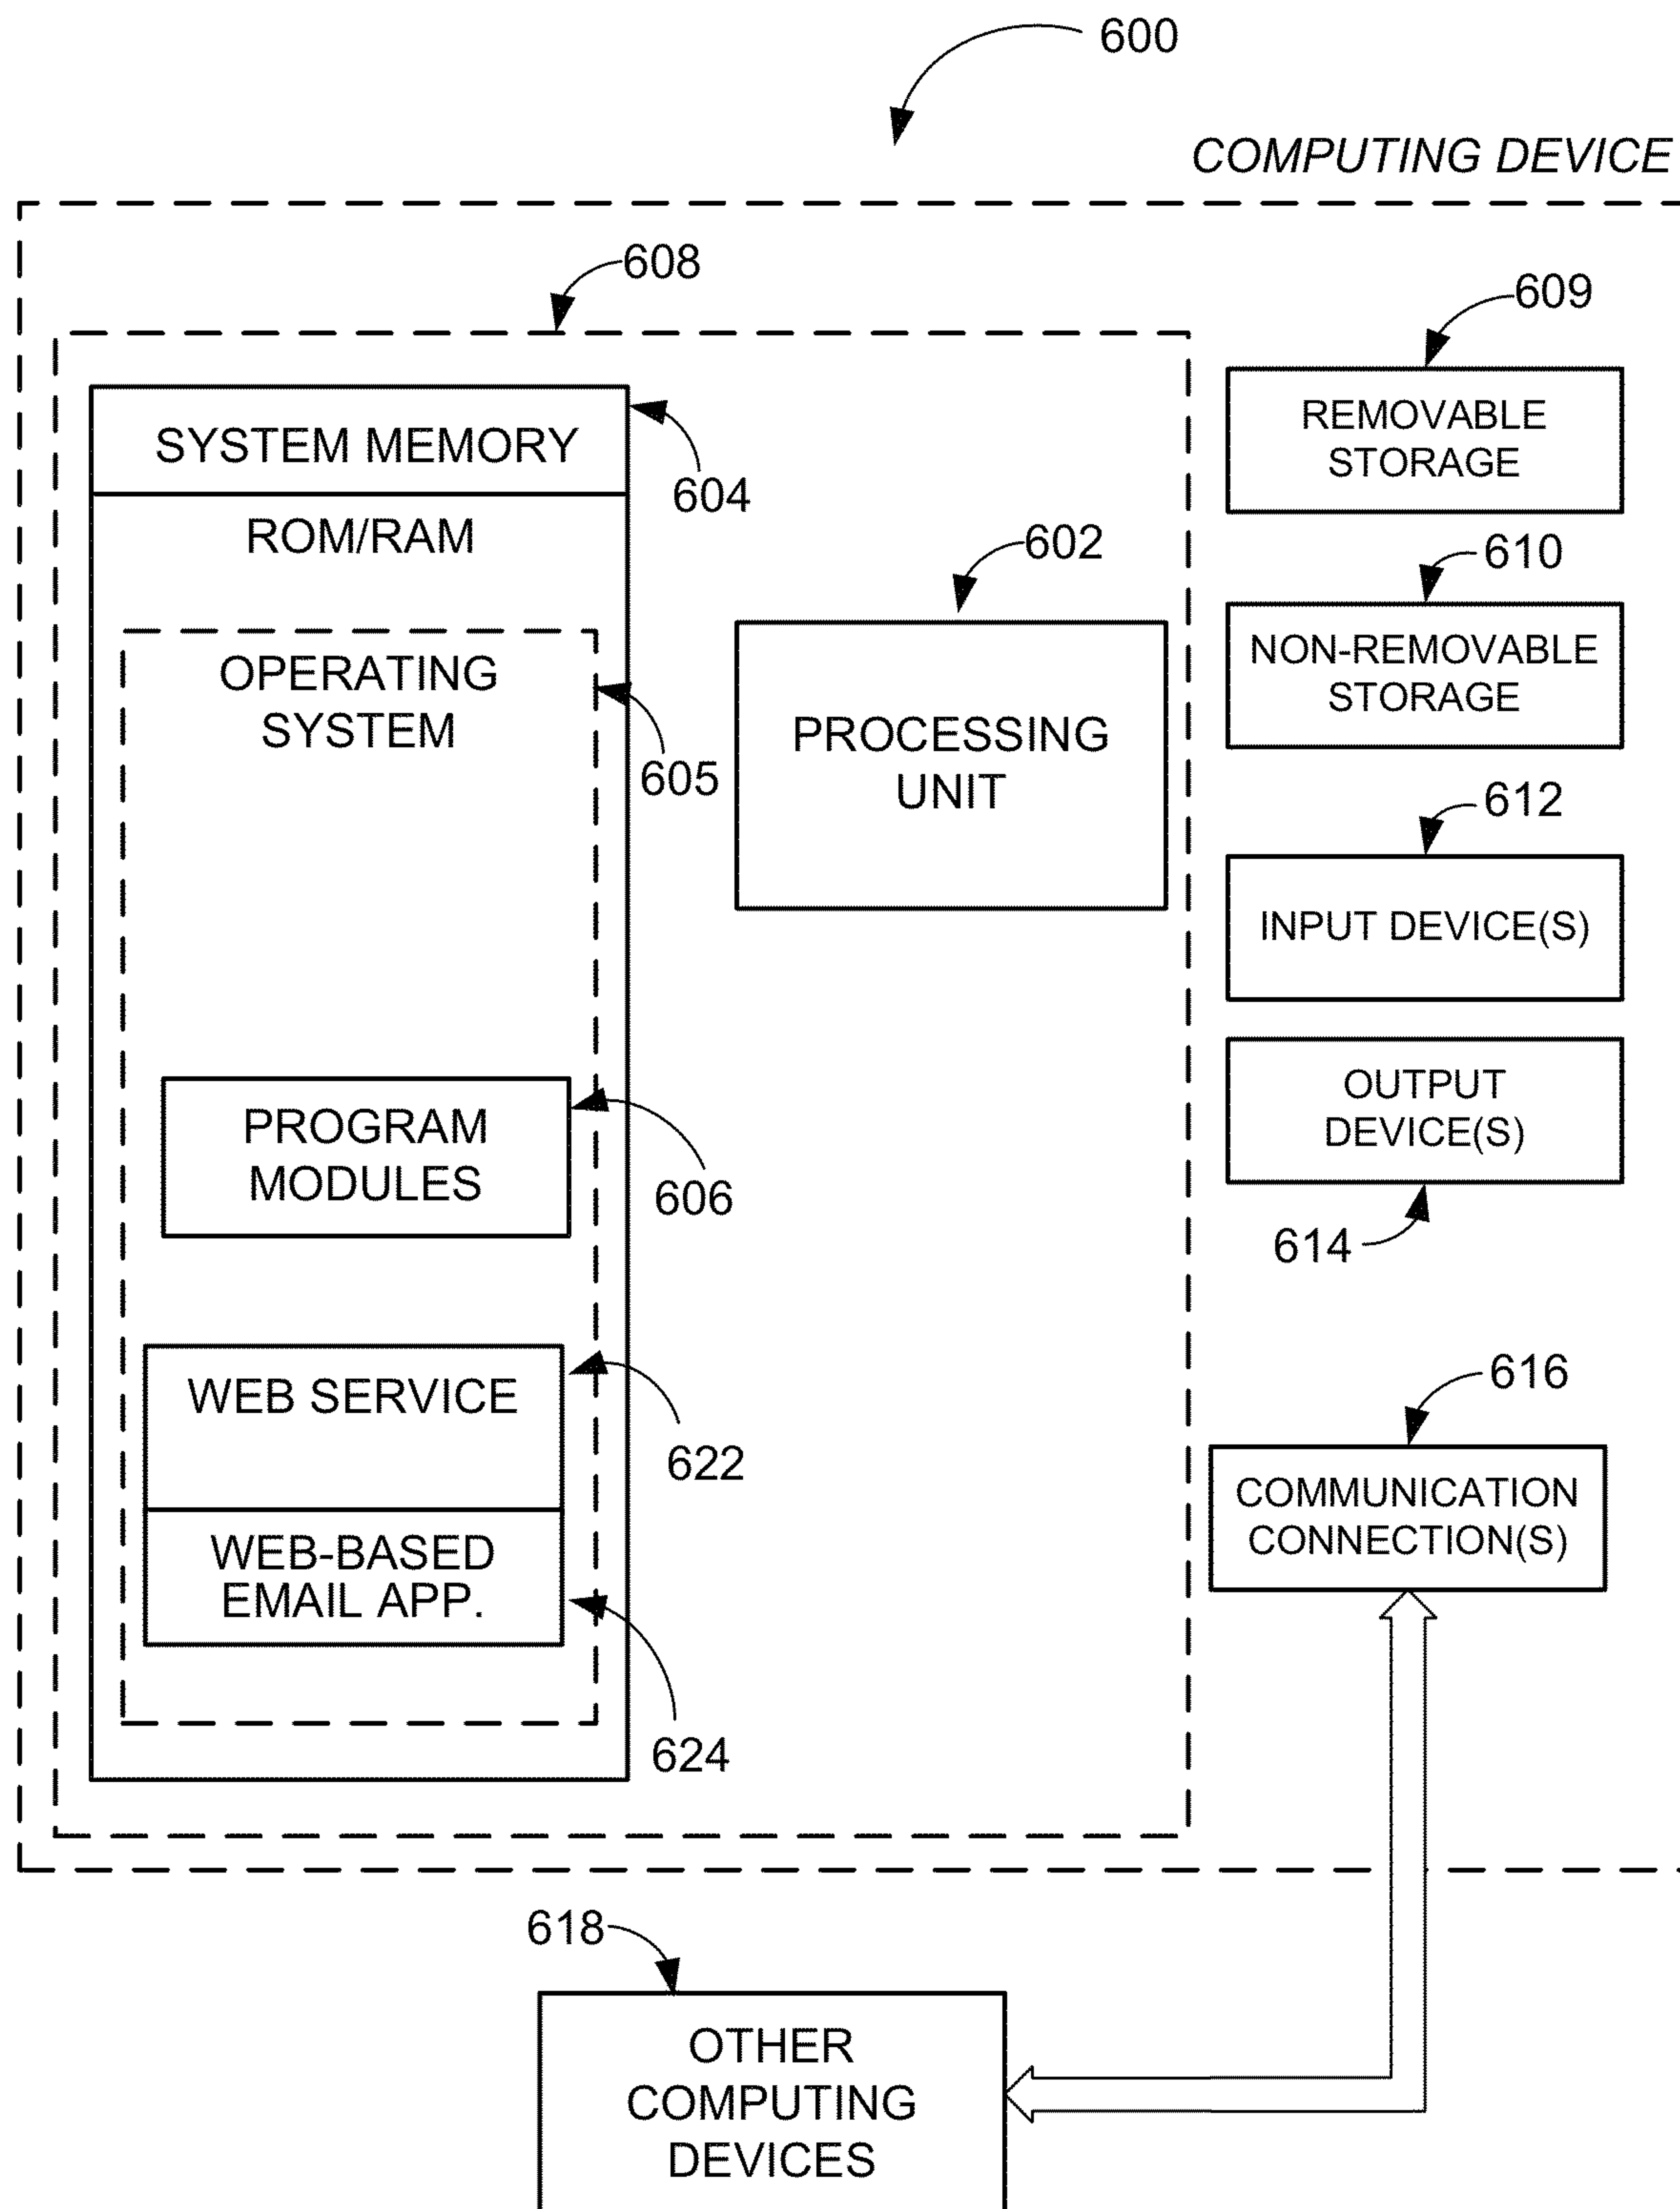 600
COMPUTING DEVICE
608
609
SYSTEM MEMORY
604
ROM/RAM
REMOVABLE
STORAGE
602
610
OPERATING
SYSTEM
605
PROCESSING
UNIT
NON-REMOVABLE
STORAGE
612
INPUT DEVICE(S)
OUTPUT
DEVICE(S)
614
PROGRAM
MODULES
606
WEB SERVICE
622
616
COMMUNICATION
CONNECTION(S)
WEB-BASED
EMAIL APP.
624
618
OTHER
COMPUTING
DEVICES